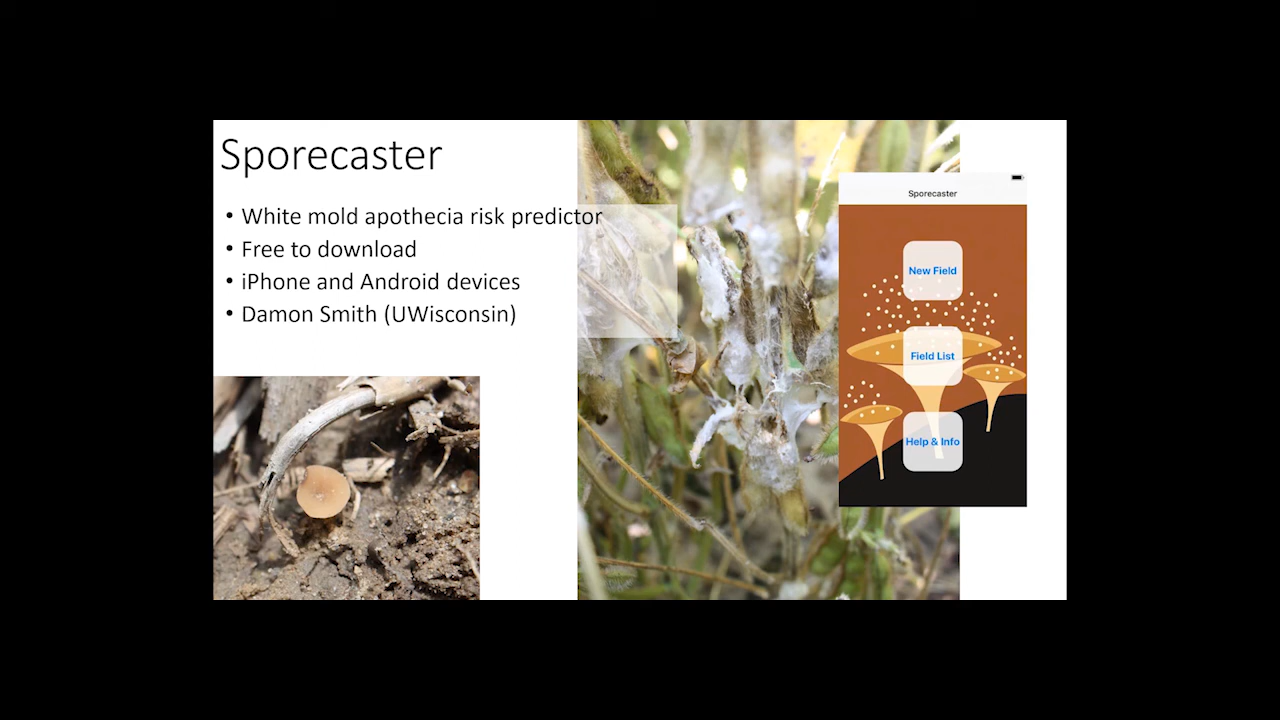 Sporecaster
• White mold apothecia risk predictor
• Free to download
• iPhone and Android devices
• Damon Smith (UWisconsin)
Sporecaster
New Field
Field List
Help & Info